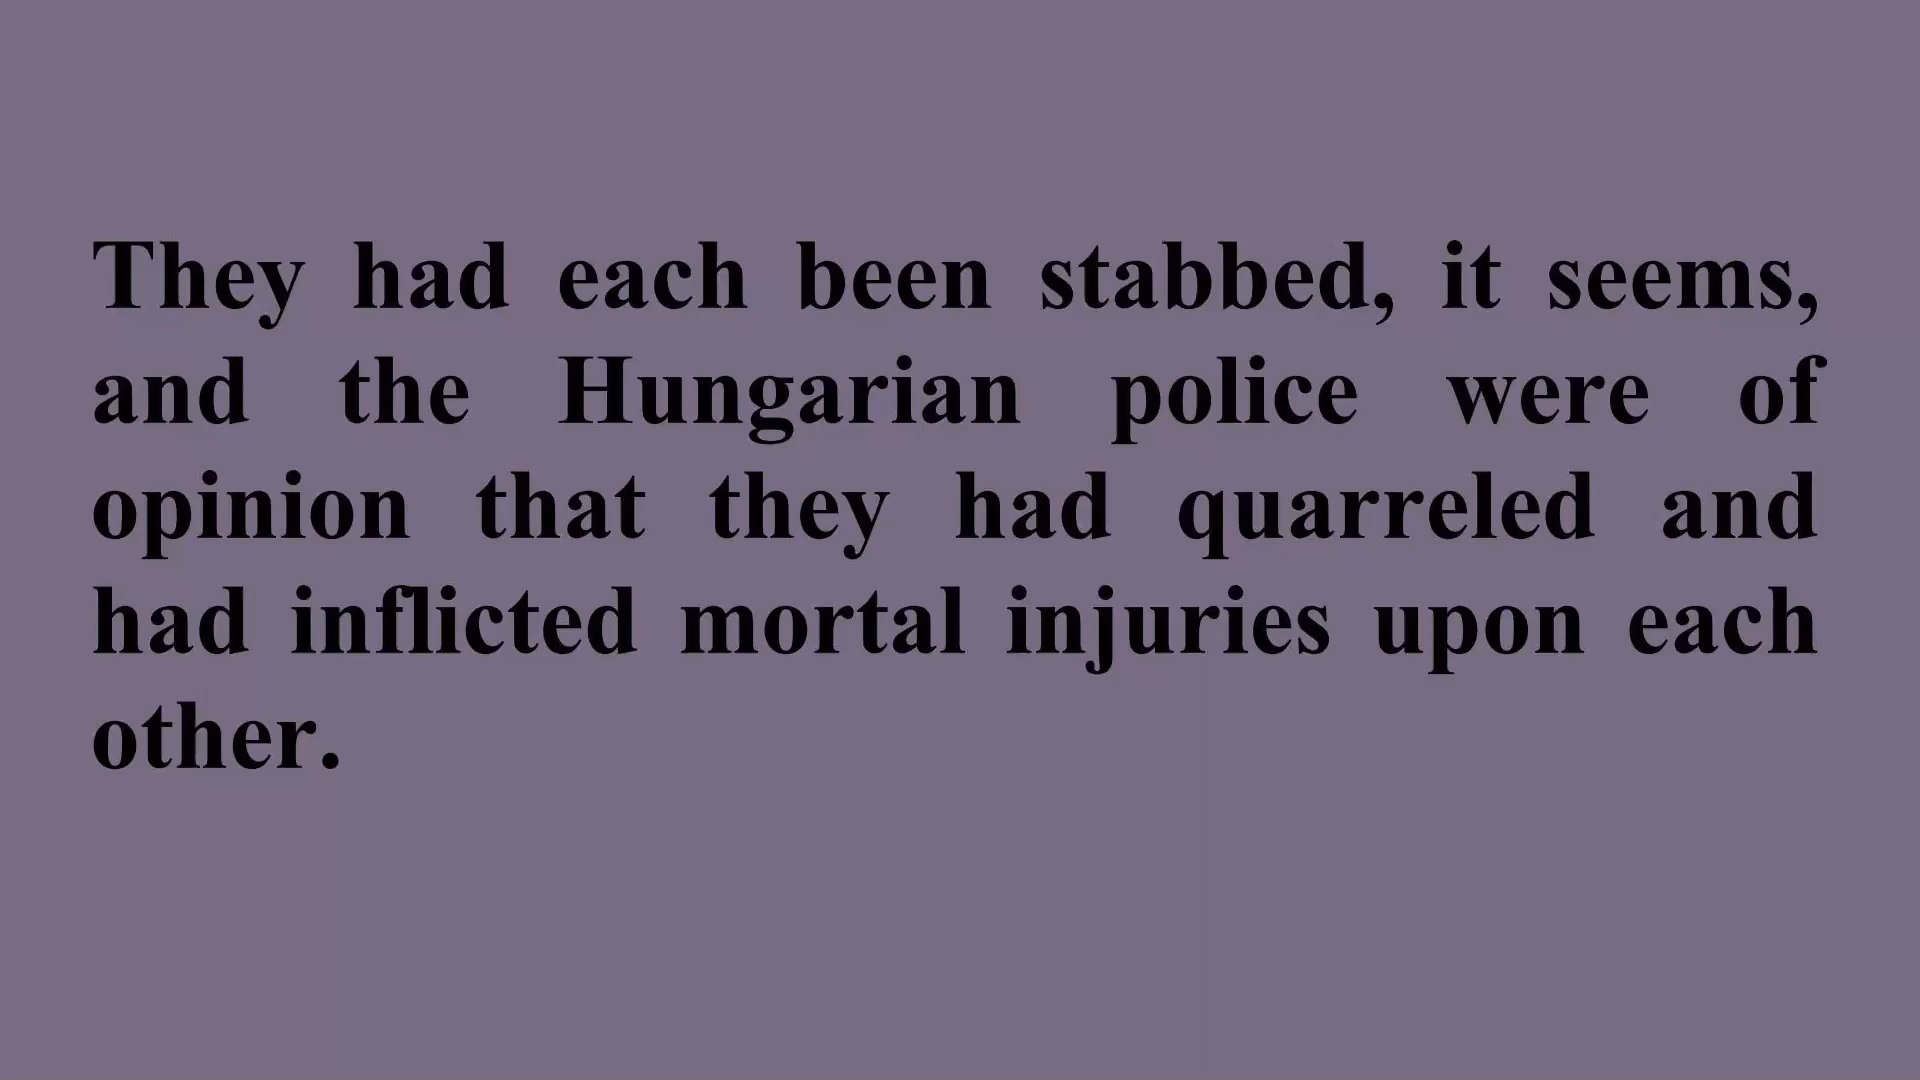 They had each been stabbed, it seems,
and the Hungarian police were of
opinion that they had quarreled and
had inflicted mortal injuries upon each
other.